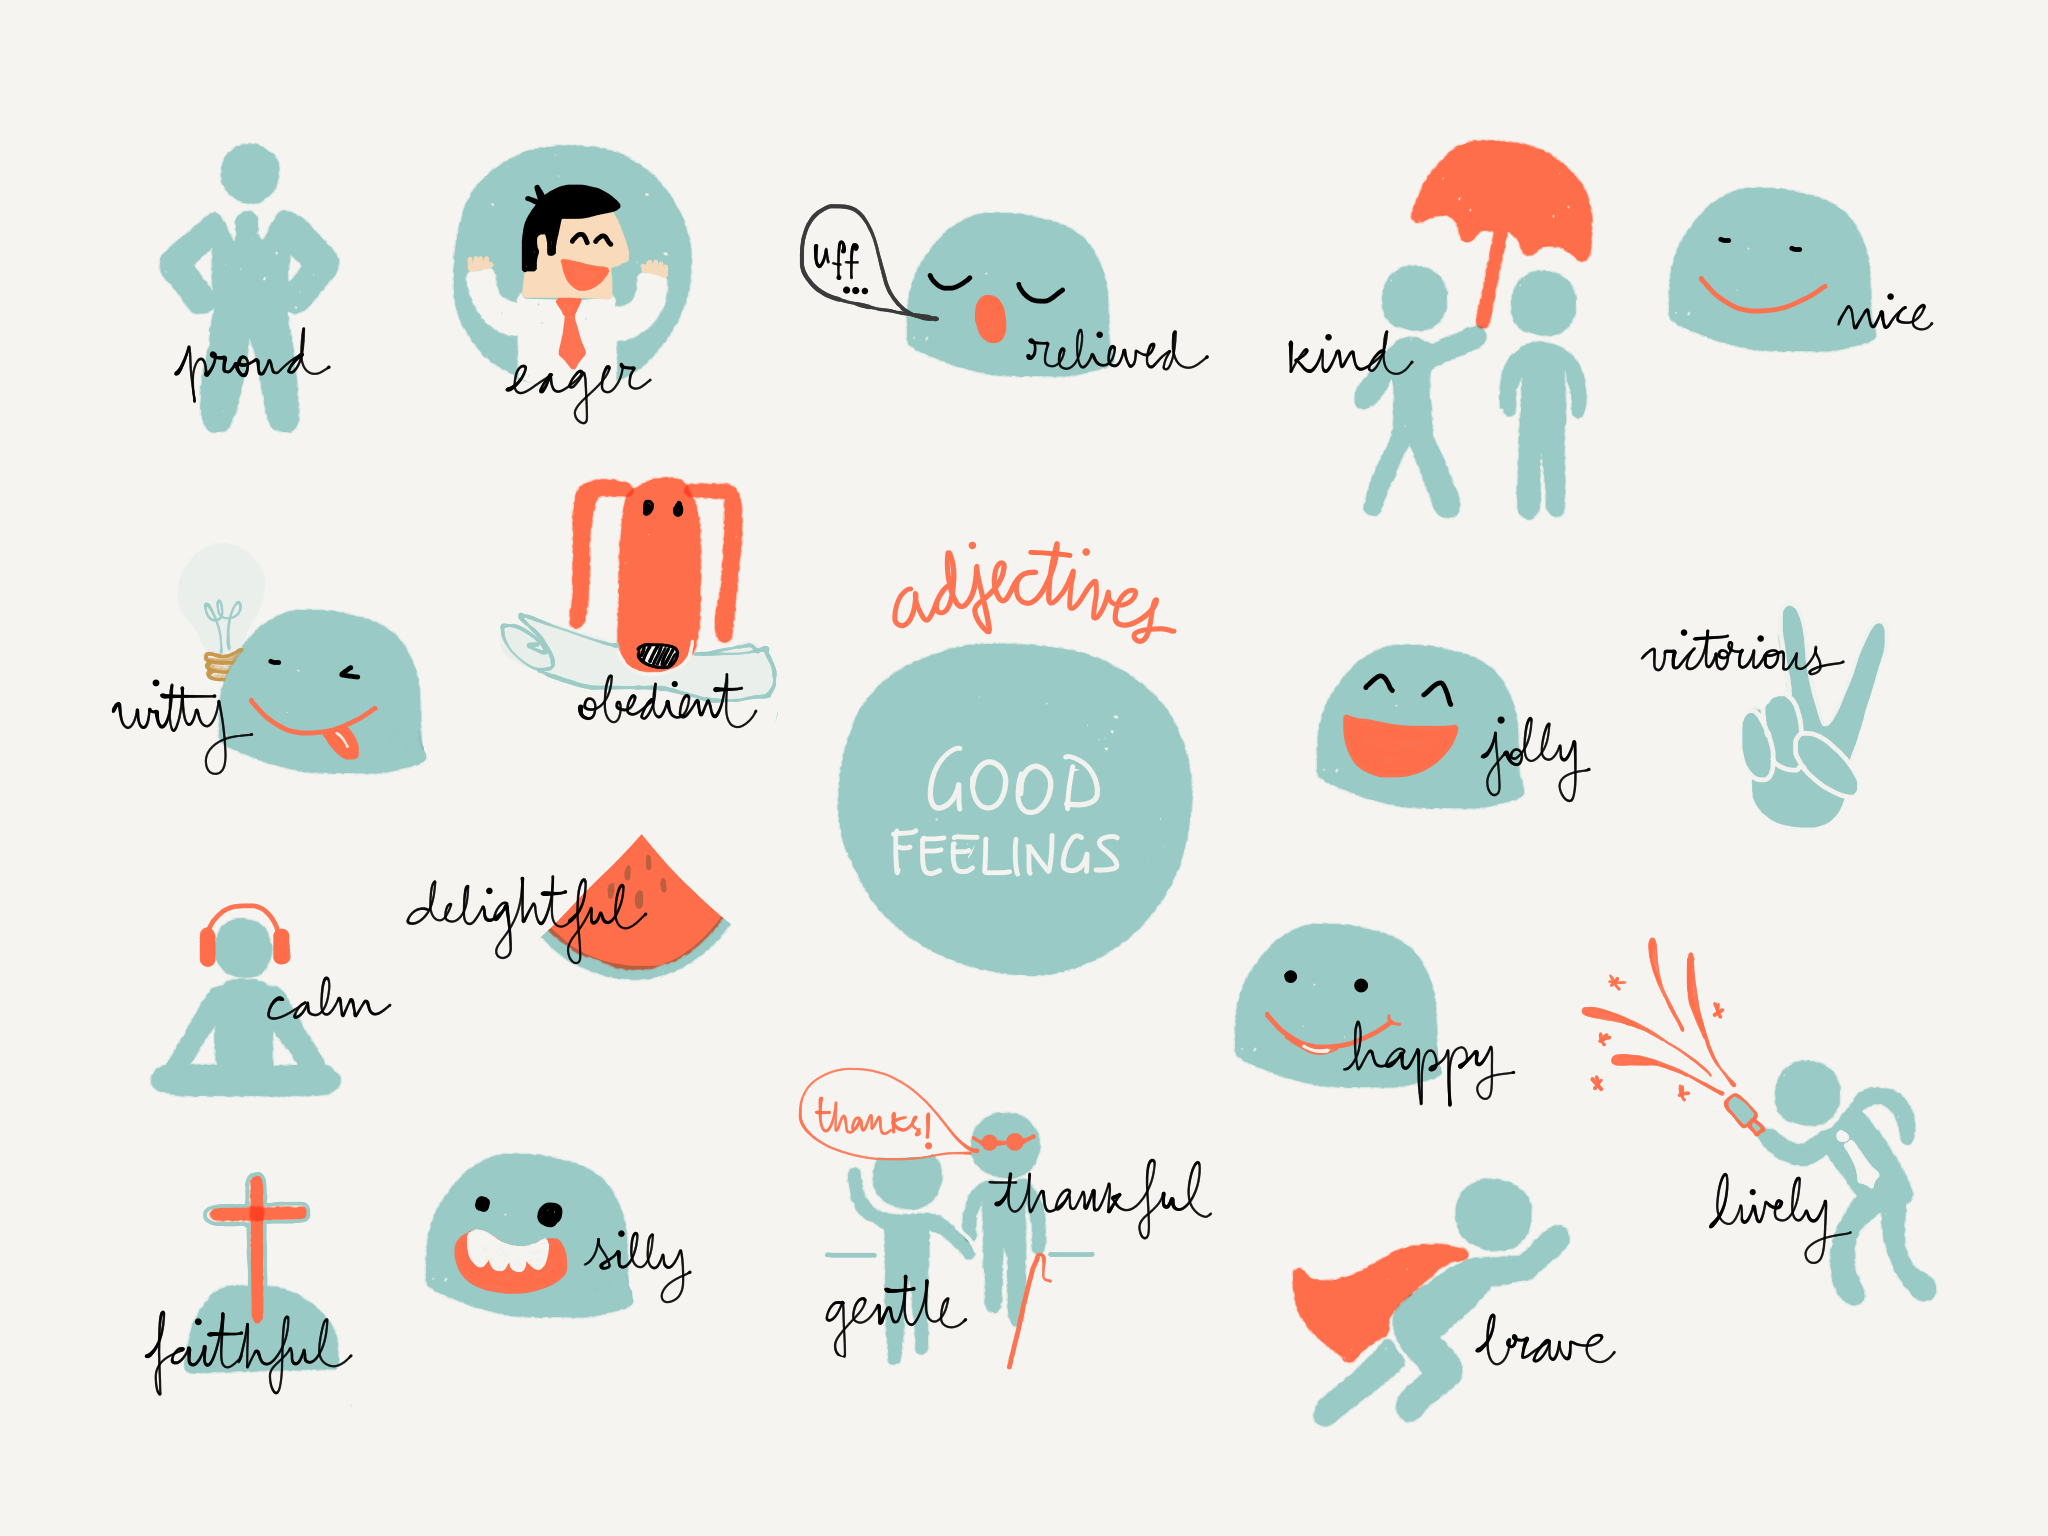 proud
eager
uff
...
relieved
kind
nice
witty
obedient
adjectives
GOOD
FEELINGS
jolly
victorious
delightful
calm
happy
lively
faithful
silly
thanks!
thankful
gentle
brave